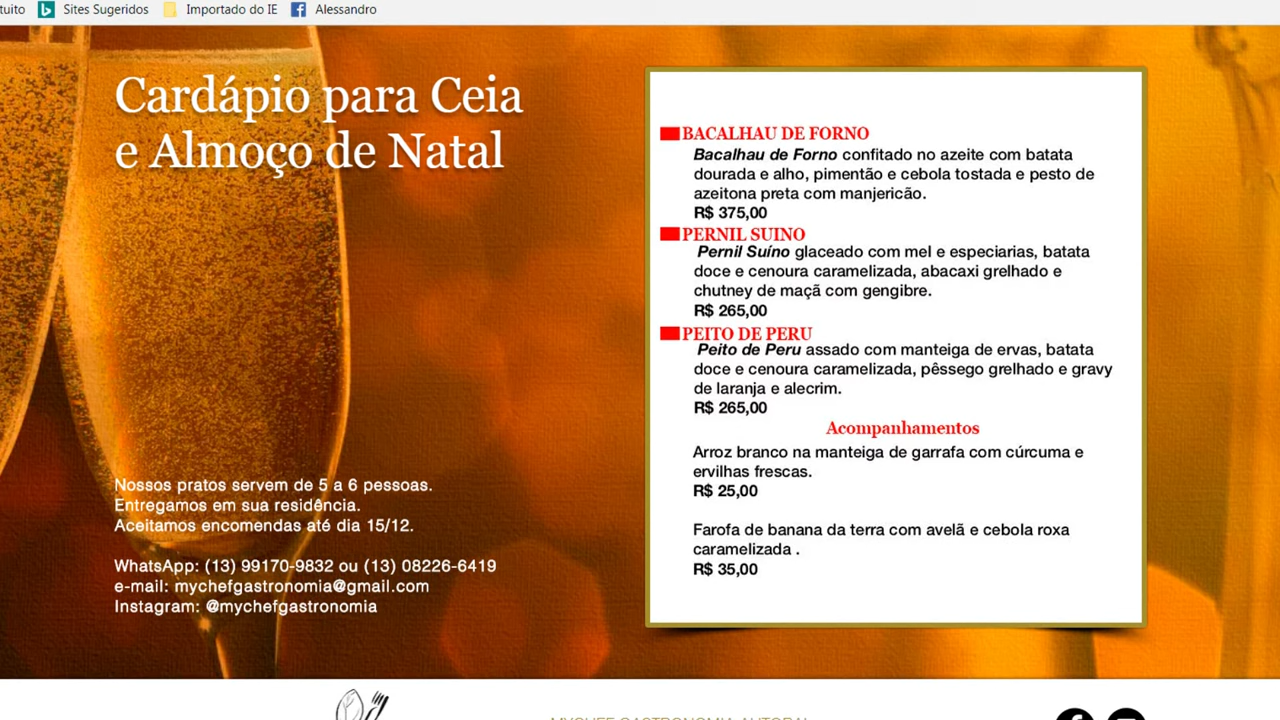 tuito
Sites Sugeridos
Importado do IE
Alessandro
Cardápio para Ceia
e Almoço de Natal
Nossos pratos servem de 5 a 6 pessoas.
Entregamos em sua residência.
Aceitamos encomendas até dia 15/12.
WhatsApp: (13) 99170-9832 ou (13) 08226-6419
e-mail: mychefgastronomia@gmail.com
Instagram: @mychefgastronomia
BACALHAU DE FORNO
Bacalhau de Forno confitado no azeite com batata
dourada e alho, pimentão e cebola tostada e pesto de
azeitona preta com manjericão.
R$ 375,00
PERNIL SUINO
Pernil Suíno glaceado com mel e especiarias, batata
doce e cenoura caramelizada, abacaxi grelhado e
chutney de maçã com gengibre.
R$ 265,00
PEITO DE PERU
Peito de Peru assado com manteiga de ervas, batata
doce e cenoura caramelizada, pêssego grelhado e gravy
de laranja e alecrim.
R$ 265,00
Acompanhamentos
Arroz branco na manteiga de garrafa com cúrcuma e
ervilhas frescas.
R$ 25,00
Farofa de banana da terra com avelã e cebola roxa
caramelizada .
R$ 35,00
MYCHEF GASTRONOMIA AUTORAL